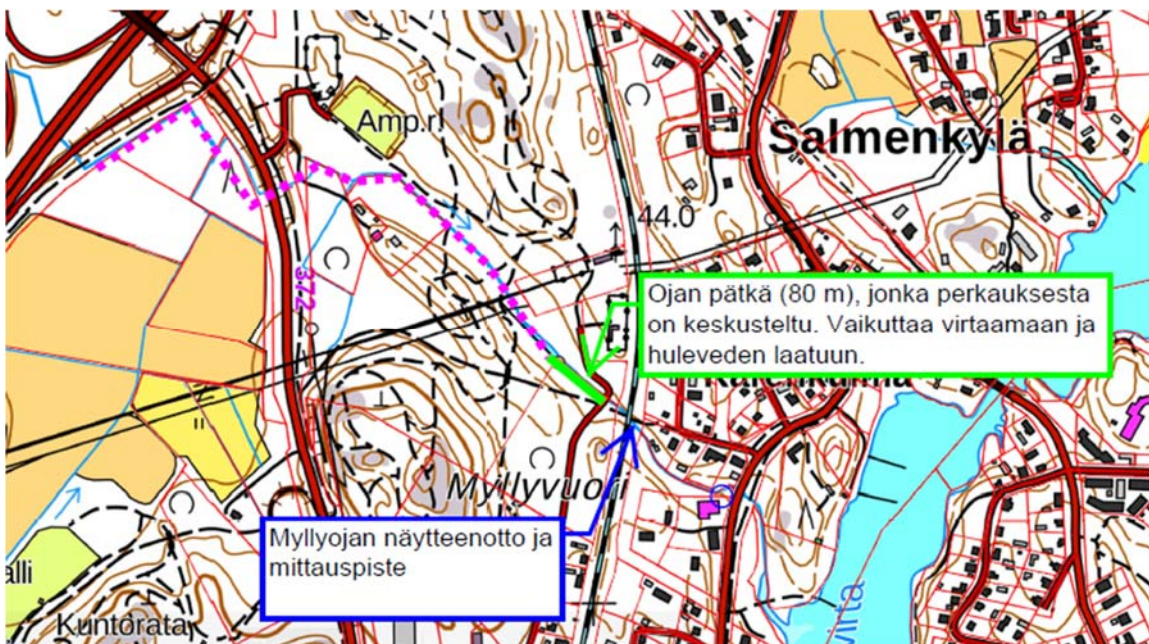 Amp.r
Salmenkylä
44.0
372
Ojan pätkä (80 m), jonka perkauksesta
on keskusteltu. Vaikuttaa virtaamaan ja
huleveden laatuun.
Myllyvuori
Myllyojan näytteenotto ja
mittauspiste
alli
Kuntorata